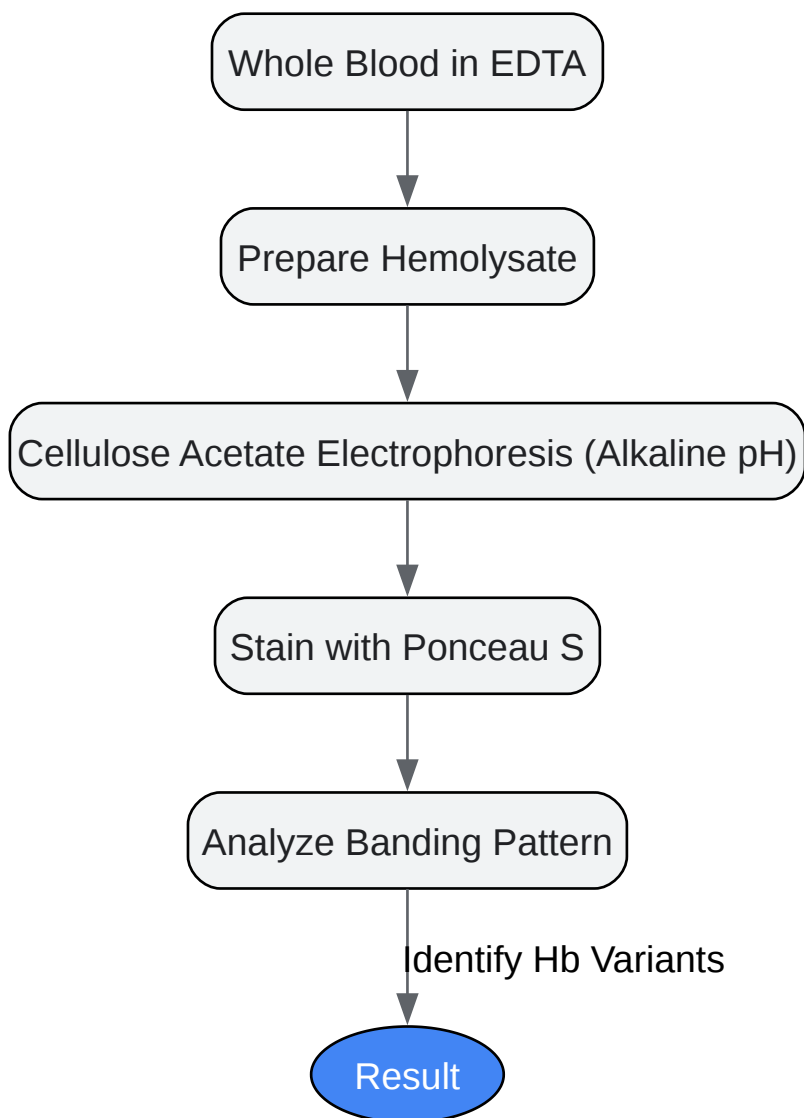 Whole Blood in EDTA
Prepare Hemolysate
Cellulose Acetate Electrophoresis (Alkaline pH)
Stain with Ponceau S
Analyze Banding Pattern
Identify Hb Variants
Result